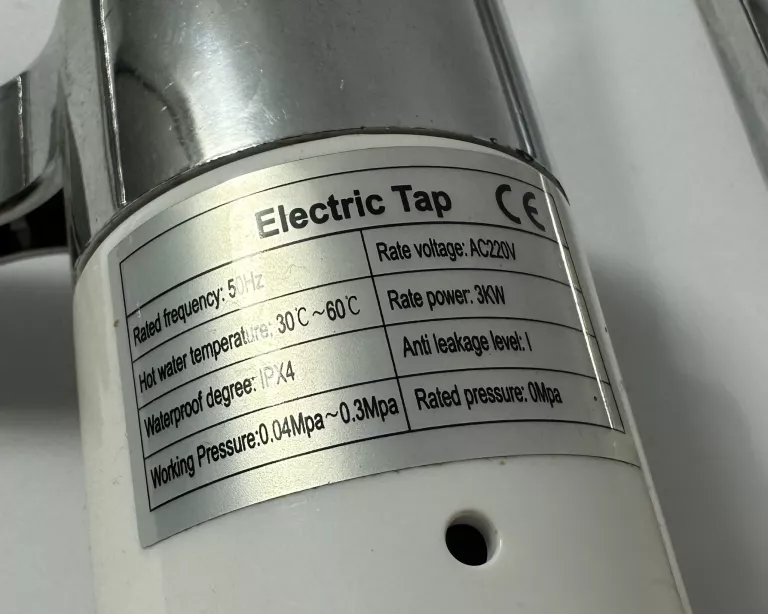 Electric Tap CE
Rated frequency: 50Hz
Rate voltage: AC220V
Hot water temperature: 30℃~60℃
Rate power: 3KW
Waterproof degree: IPX4
Anti leakage level: I
Working Pressure:0.04Mpa~0.3Mpa
Rated pressure: 0Mpa